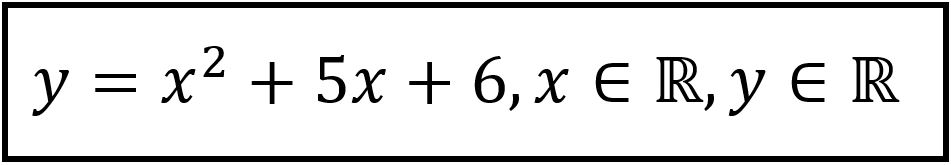 y = x² + 5x + 6, x ∈ ℝ, y ∈ ℝ